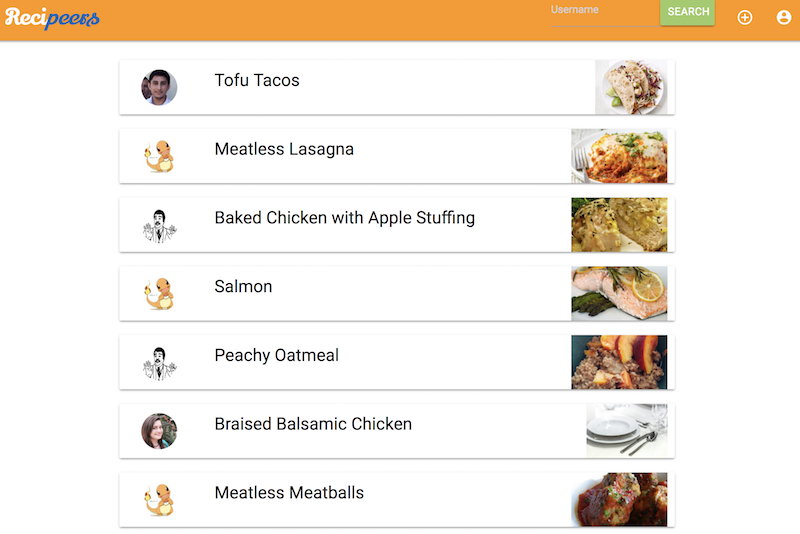 Recipeers
Username
SEARCH
Tofu Tacos
Meatless Lasagna
Baked Chicken with Apple Stuffing
Salmon
Peachy Oatmeal
Braised Balsamic Chicken
Meatless Meatballs